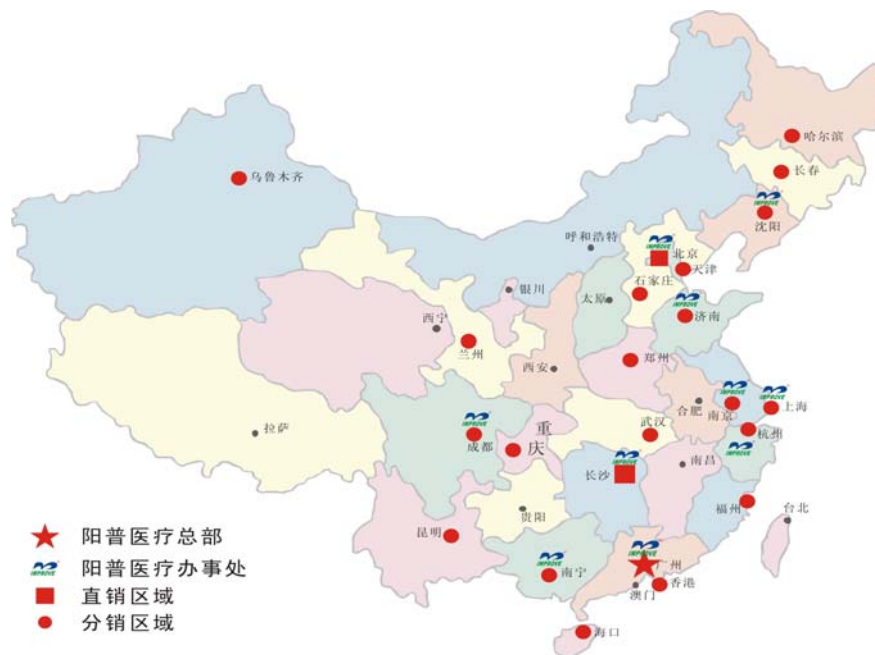 哈尔滨
长春
乌鲁木齐
IMPROVE
沈阳
呼和浩特
IMPROVE
北京
天津
银川
石家庄
太原
IMPROVE
济南
西宁
兰州
郑州
西安
IMPROVE
IMPROVE
合肥
南京
上海
IMPROVE
重庆
武汉
杭州
拉萨
成都
IMPROVE
IMPROVE
长沙
南昌
贵阳
福州
台北
昆明
阳普医疗总部
IMPROVE
广州
IMPROVE
阳普医疗办事处
IMPROVE
南宁
香港
澳门
直销区域
分销区域
海口